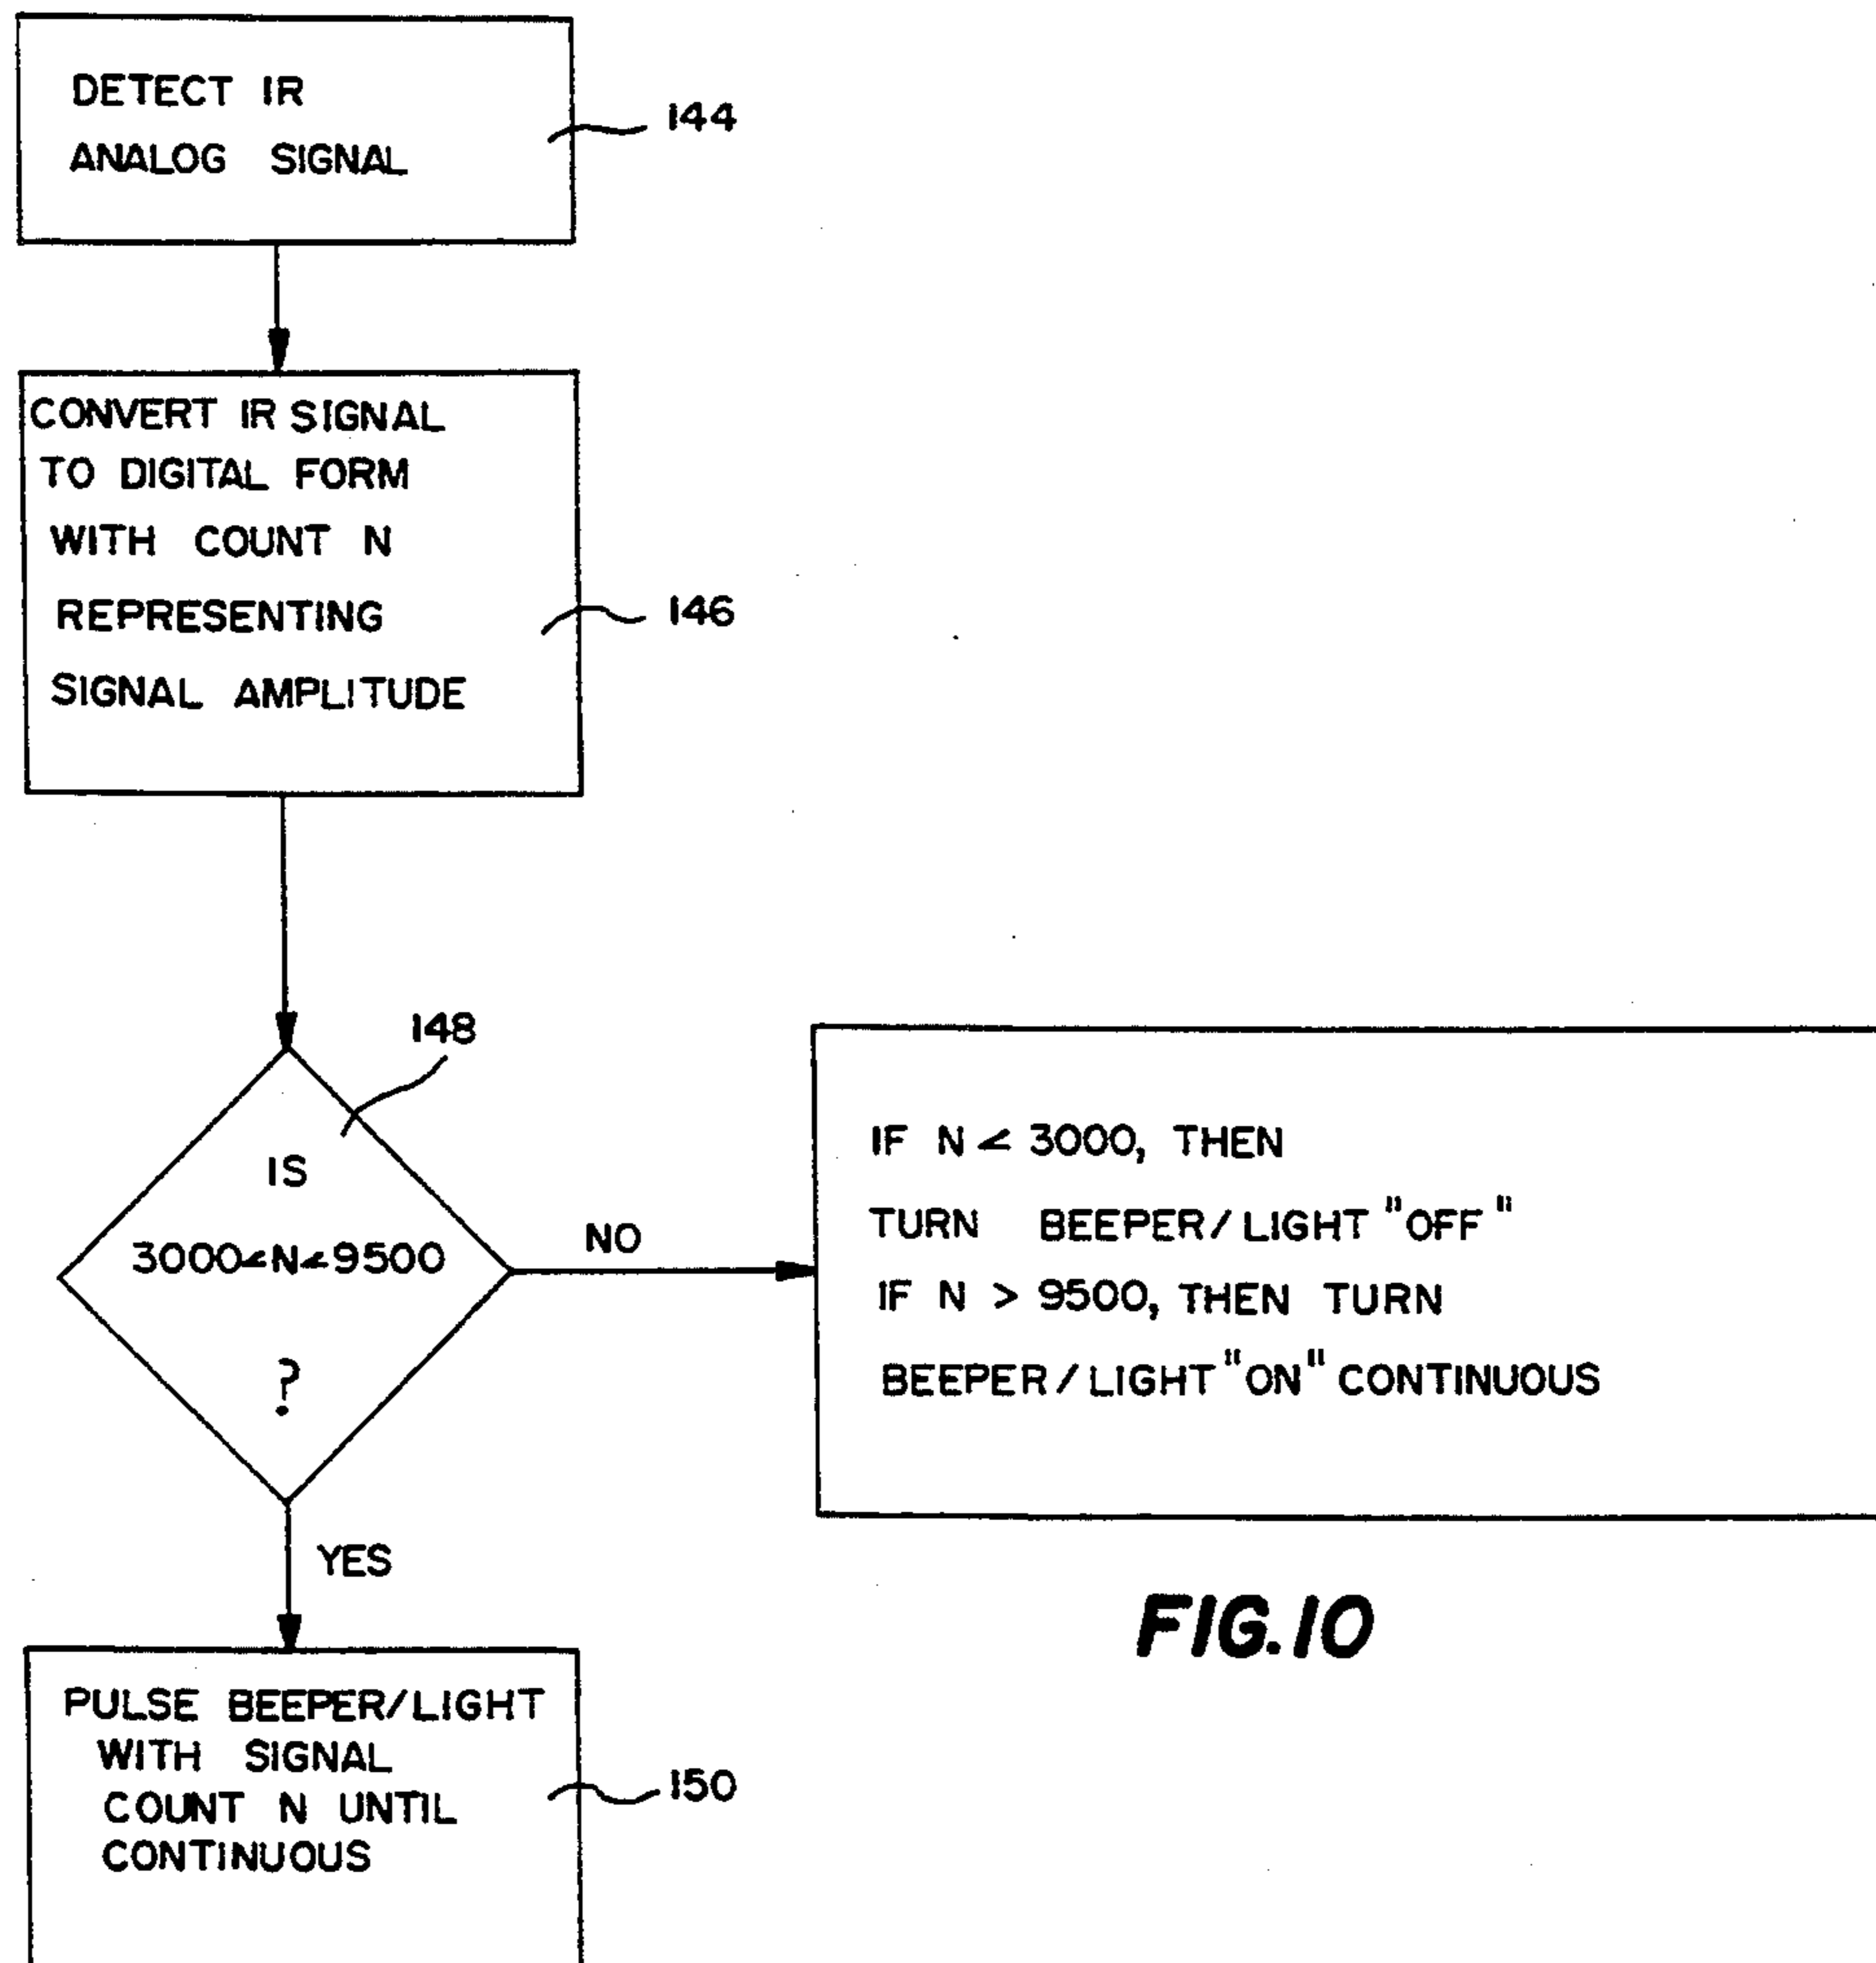 DETECT IR
ANALOG SIGNAL
144
CONVERT IR SIGNAL
TO DIGITAL FORM
WITH COUNT N
REPRESENTING
SIGNAL AMPLITUDE
146
148
IS
3000<N<9500
?
NO
IF N < 3000, THEN
TURN BEEPER/LIGHT "OFF"
IF N > 9500, THEN TURN
BEEPER/LIGHT "ON" CONTINUOUS
YES
PULSE BEEPER/LIGHT
WITH SIGNAL
COUNT N UNTIL
CONTINUOUS
150
FIG.10